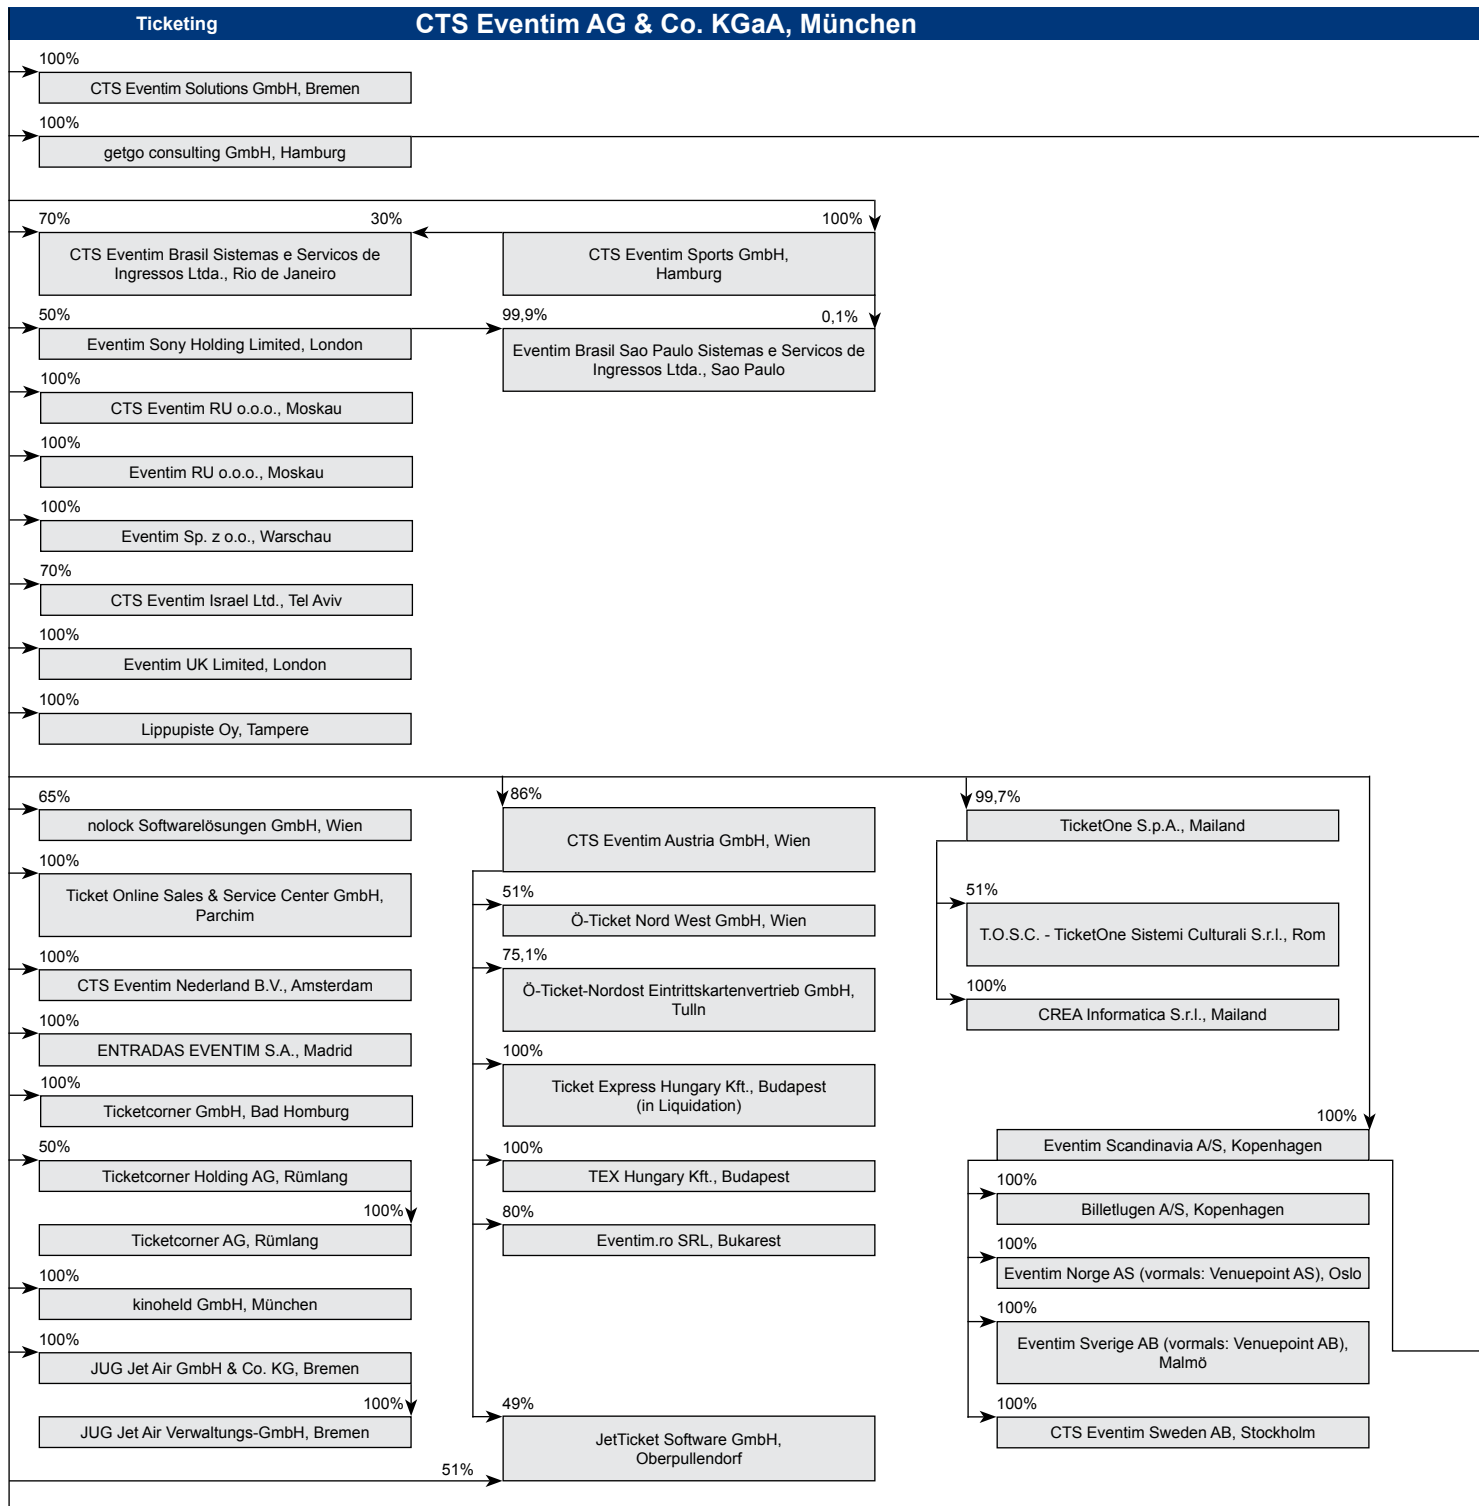 Ticketing
CTS Eventim AG & Co. KGaA, München
100%
CTS Eventim Solutions GmbH, Bremen
100%
getgo consulting GmbH, Hamburg
70%
30%
100%
CTS Eventim Brasil Sistemas e Servicos de
Ingressos Ltda., Rio de Janeiro
CTS Eventim Sports GmbH,
Hamburg
50%
99,9%
0,1%
Eventim Sony Holding Limited, London
Eventim Brasil Sao Paulo Sistemas e Servicos de
Ingressos Ltda., Sao Paulo
100%
CTS Eventim RU o.o.o., Moskau
100%
Eventim RU o.o.o., Moskau
100%
Eventim Sp. z o.o., Warschau
70%
CTS Eventim Israel Ltd., Tel Aviv
100%
Eventim UK Limited, London
100%
Lippupiste Oy, Tampere
65%
nolock Softwarelösungen GmbH, Wien
100%
Ticket Online Sales & Service Center GmbH,
Parchim
100%
CTS Eventim Nederland B.V., Amsterdam
100%
ENTRADAS EVENTIM S.A., Madrid
100%
Ticketcorner GmbH, Bad Homburg
50%
Ticketcorner Holding AG, Rümlang
100%
Ticketcorner AG, Rümlang
100%
kinoheld GmbH, München
100%
JUG Jet Air GmbH & Co. KG, Bremen
100%
JUG Jet Air Verwaltungs-GmbH, Bremen
86%
CTS Eventim Austria GmbH, Wien
51%
Ö-Ticket Nord West GmbH, Wien
75,1%
Ö-Ticket-Nordost Eintrittskartenvertrieb GmbH,
Tulln
100%
Ticket Express Hungary Kft., Budapest
(in Liquidation)
100%
TEX Hungary Kft., Budapest
80%
Eventim.ro SRL, Bukarest
49%
JetTicket Software GmbH,
Oberpullendorf
51%
99,7%
TicketOne S.p.A., Mailand
51%
T.O.S.C. - TicketOne Sistemi Culturali S.r.l., Rom
100%
CREA Informatica S.r.l., Mailand
100%
Eventim Scandinavia A/S, Kopenhagen
100%
Billetlugen A/S, Kopenhagen
100%
Eventim Norge AS (vormals: Venuepoint AS), Oslo
100%
Eventim Sverige AB (vormals: Venuepoint AB),
Malmö
100%
CTS Eventim Sweden AB, Stockholm